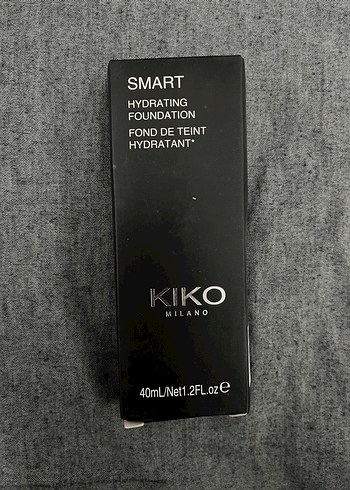 SMART
HYDRATING
FOUNDATION
FOND DE TEINT
HYDRATANT*
KIKO
MILANO
40mL/Net1.2FL.oz℮